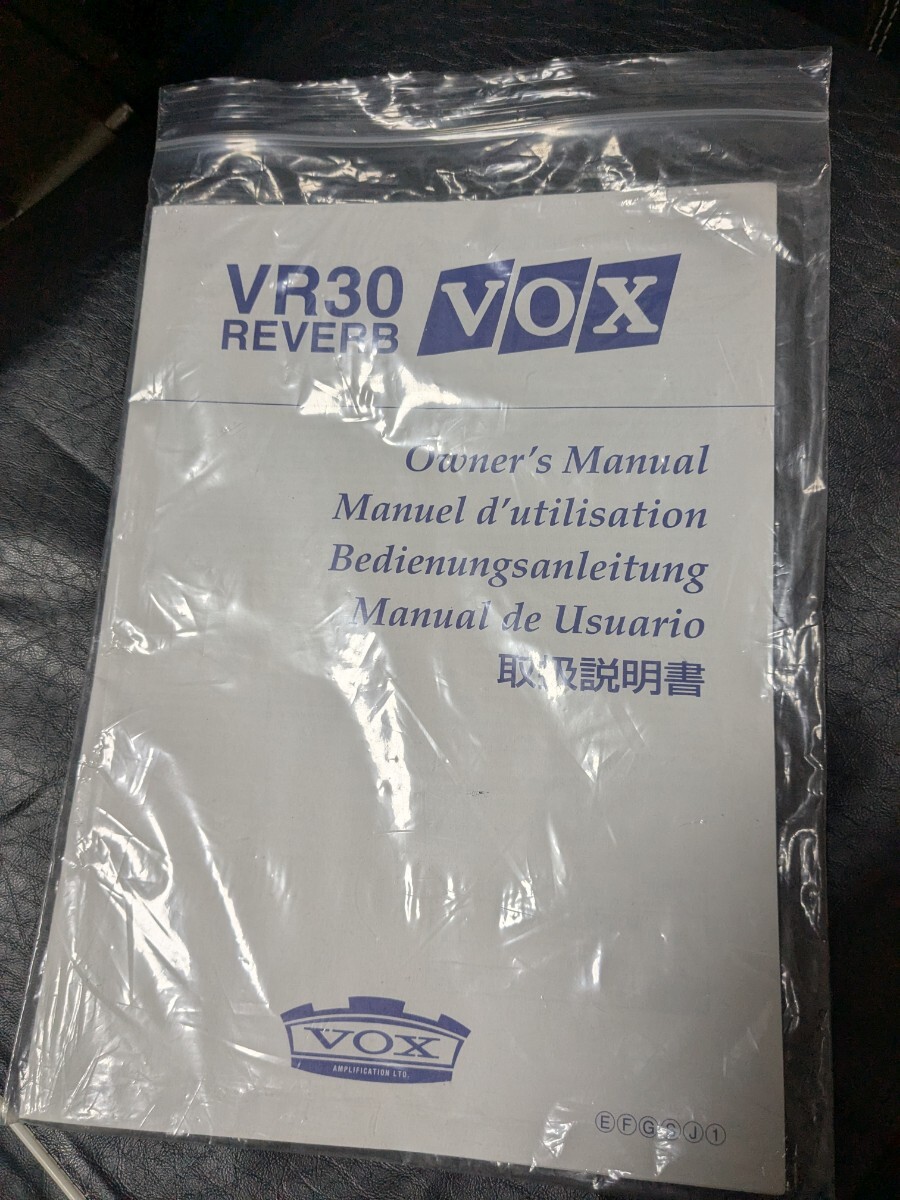 VR30
REVERB
VOX
Owner's Manual
Manuel d'utilisation
Bedienungsanleitung
Manual de Usuario
取扱説明書
VOX
AMPLIFICATION LTD.
ⒺⒻⒼⓈⒿ①